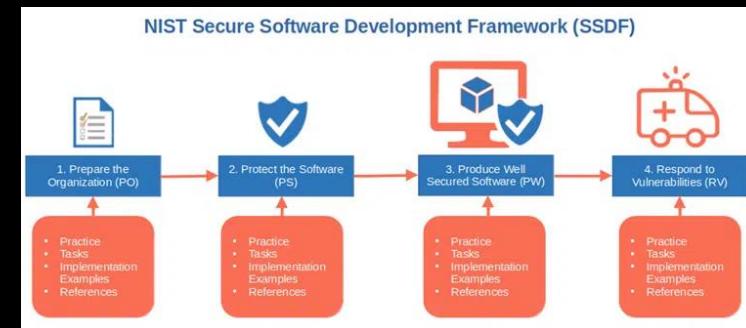 NIST Secure Software Development Framework (SSDF)
1. Prepare the
Organization (PO)
2. Protect the Software
(PS)
3. Produce Well
Secured Software (PW)
4. Respond to
Vulnerabilities (RV)
• Practice
• Tasks
• Implementation
Examples
• References
• Practice
• Tasks
• Implementation
Examples
• References
• Practice
• Tasks
• Implementation
Examples
• References
• Practice
• Tasks
• Implementation
Examples
• References